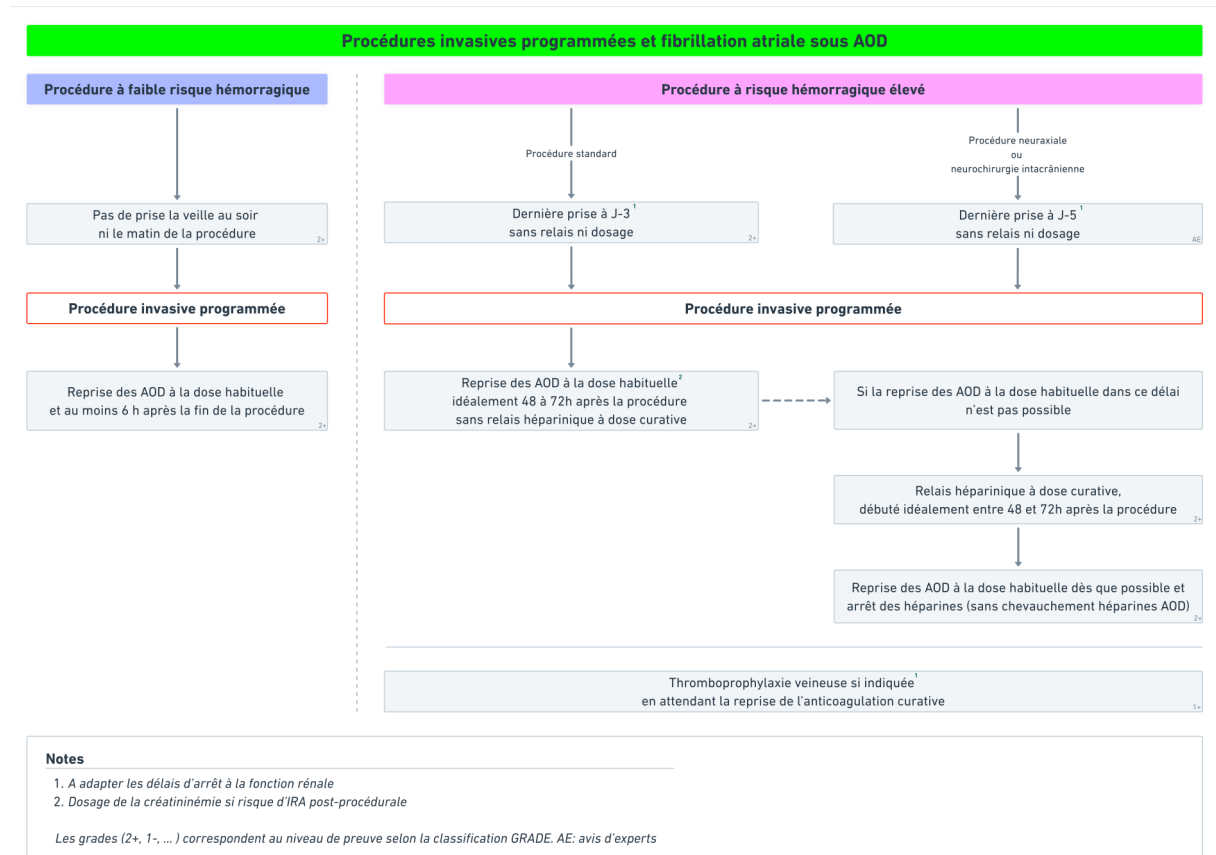 Procédures invasives programmées et fibrillation atriale sous AOD
Procédure à faible risque hémorragique
Pas de prise la veille au soir
ni le matin de la procédure
2+
Procédure invasive programmée
Reprise des AOD à la dose habituelle
et au moins 6 h après la fin de la procédure
2+
Procédure à risque hémorragique élevé
Procédure standard
Dernière prise à J-3 1
sans relais ni dosage
2+
Procédure neuraxiale
ou
neurochirurgie intacrânienne
Dernière prise à J-5 1
sans relais ni dosage
AE
Procédure invasive programmée
Reprise des AOD à la dose habituelle 2
idéalement 48 à 72h après la procédure
sans relais héparinique à dose curative
2+
Si la reprise des AOD à la dose habituelle dans ce délai
n'est pas possible
Relais héparinique à dose curative,
débuté idéalement entre 48 et 72h après la procédure
2+
Reprise des AOD à la dose habituelle dès que possible et
arrêt des héparines (sans chevauchement héparines AOD)
2+
Thromboprophylaxie veineuse si indiquée 1
en attendant la reprise de l'anticoagulation curative
1+
Notes
1. A adapter les délais d'arrêt à la fonction rénale
2. Dosage de la créatininémie si risque d'IRA post-procédurale
Les grades (2+, 1-, ... ) correspondent au niveau de preuve selon la classification GRADE. AE: avis d'experts